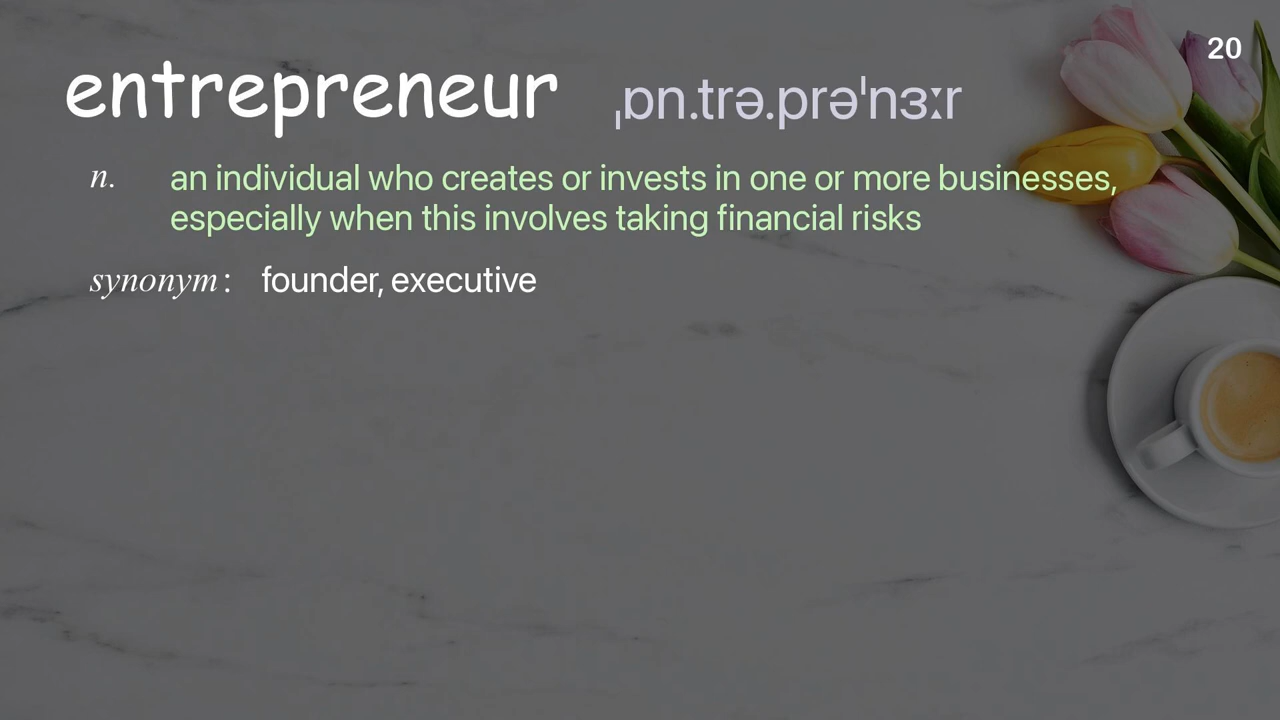 20
entrepreneur ˌɒn.trə.prəˈnɜːr
n. an individual who creates or invests in one or more businesses,
especially when this involves taking financial risks
synonym : founder, executive